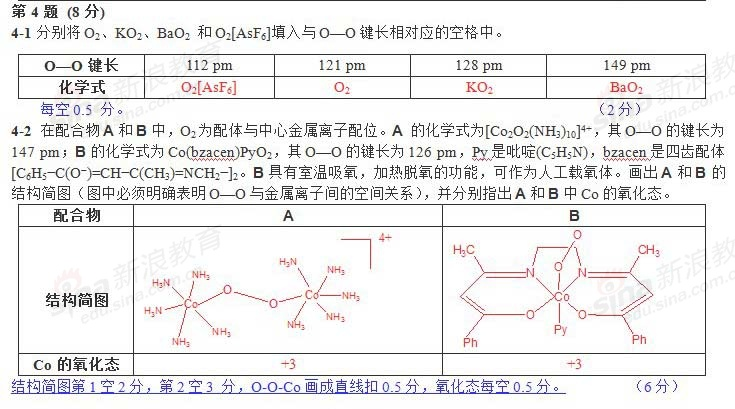 第 4 题 (8 分)
4-1 分别将 O₂、KO₂、BaO₂ 和 O₂[AsF₆]填入与 O—O 键长相对应的空格中。
O—O 键长 112 pm 121 pm 128 pm 149 pm
化学式 O₂[AsF₆] O₂ KO₂ BaO₂
每空 0.5 分。 (2 分)
4-2 在配合物 A 和 B 中，O₂为配体与中心金属离子配位。A 的化学式为[Co₂O₂(NH₃)₁₀]⁴⁺，其 O—O 的键长为
147 pm；B 的化学式为 Co(bzacen)PyO₂，其 O—O 的键长为 126 pm，Py 是吡啶(C₅H₅N)，bzacen 是四齿配体
[C₆H₅−C(O⁻)=CH−C(CH₃)=NCH₂−]₂。B 具有室温吸氧，加热脱氧的功能，可作为人工载氧体。画出 A 和 B 的
结构简图（图中必须明确表明 O—O 与金属离子间的空间关系），并分别指出 A 和 B 中 Co 的氧化态。
配合物 A B
结构简图
4+
H₃N NH₃ H₃N NH₃
H₃N Co O O Co NH₃
NH₃ NH₃ NH₃ NH₃
O
O
H₃C CH₃
N N
Co
O O
Ph Py Ph
Co 的氧化态 +3 +3
结构简图第 1 空 2 分，第 2 空 3 分，O-O-Co 画成直线扣 0.5 分，氧化态每空 0.5 分。 （6 分）
新浪教育
edu.sina.com.cn